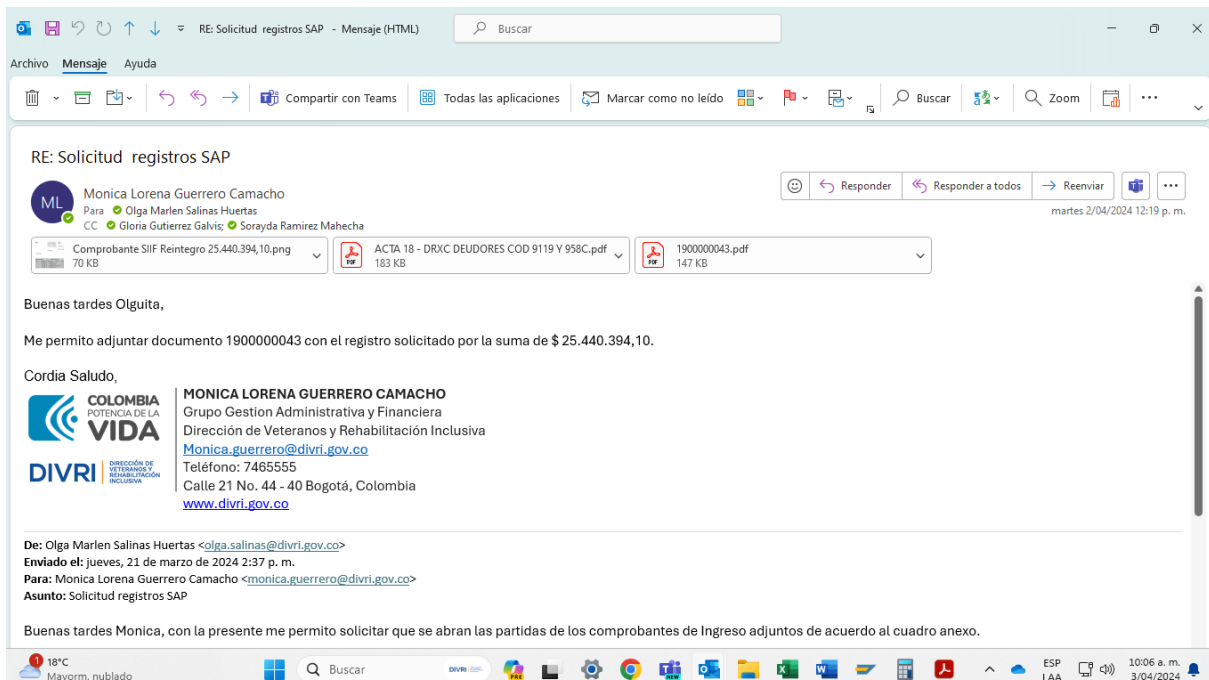 RE: Solicitud  registros SAP  -  Mensaje (HTML)
Buscar
Archivo Mensaje Ayuda
Compartir con Teams Todas las aplicaciones Marcar como no leído Buscar Zoom
RE: Solicitud  registros SAP
ML
Monica Lorena Guerrero Camacho
Para Olga Marlen Salinas Huertas
CC Gloria Gutierrez Galvis; Sorayda Ramirez Mahecha
Responder Responder a todos Reenviar
martes 2/04/2024 12:19 p. m.
Comprobante SIIF Reintegro 25.440.394,10.png
70 KB
ACTA 18 - DRXC DEUDORES COD 9119 Y 958C.pdf
183 KB
1900000043.pdf
147 KB
Buenas tardes Olguita,
Me permito adjuntar documento 1900000043 con el registro solicitado por la suma de $ 25.440.394,10.
Cordia Saludo,
COLOMBIA
POTENCIA DE LA
VIDA
DIVRI
DIRECCIÓN DE
VETERANOS Y
REHABILITACIÓN
INCLUSIVA
MONICA LORENA GUERRERO CAMACHO
Grupo Gestion Administrativa y Financiera
Dirección de Veteranos y Rehabilitación Inclusiva
Monica.guerrero@divri.gov.co
Teléfono: 7465555
Calle 21 No. 44 - 40 Bogotá, Colombia
www.divri.gov.co
De: Olga Marlen Salinas Huertas <olga.salinas@divri.gov.co>
Enviado el: jueves, 21 de marzo de 2024 2:37 p. m.
Para: Monica Lorena Guerrero Camacho <monica.guerrero@divri.gov.co>
Asunto: Solicitud registros SAP
Buenas tardes Monica, con la presente me permito solicitar que se abran las partidas de los comprobantes de Ingreso adjuntos de acuerdo al cuadro anexo.
1
18°C
Mayorm. nublado
Buscar
DIVRI
PRE
NEW
ESP
LAA
10:06 a. m.
3/04/2024